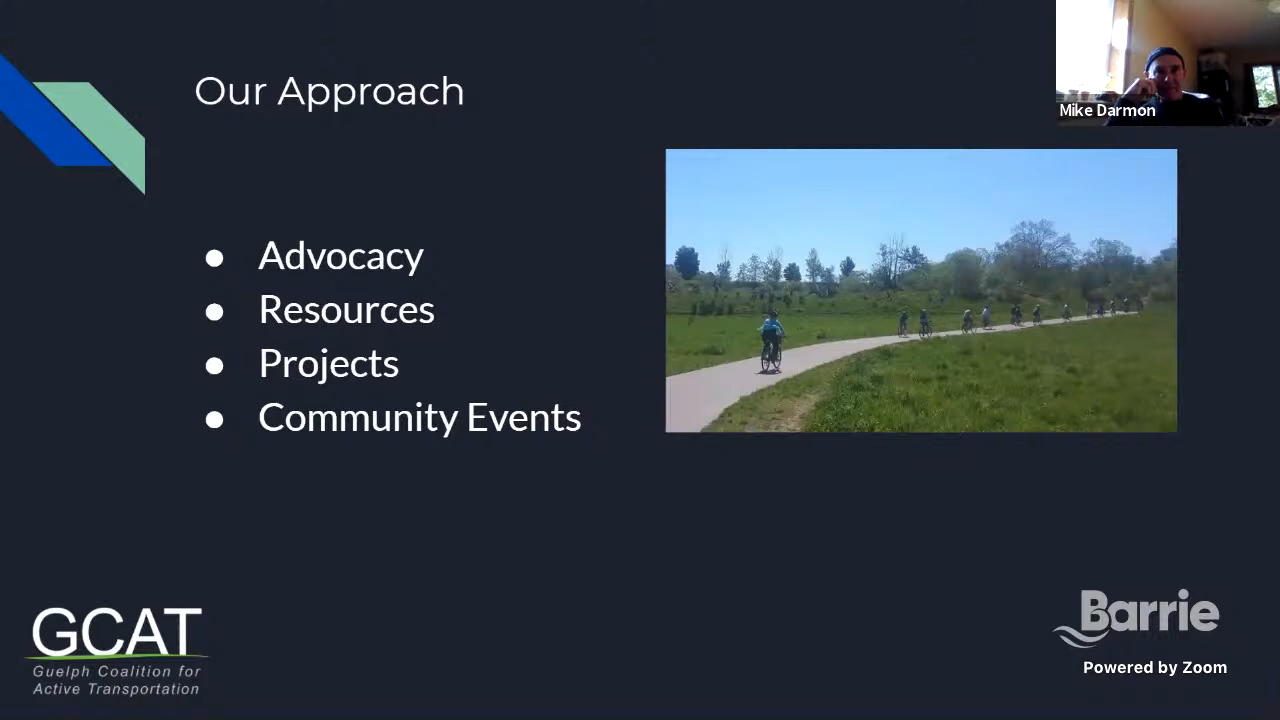 Our Approach
Mike Darmon
● Advocacy
● Resources
● Projects
● Community Events
GCAT
Guelph Coalition for
Active Transportation
Barrie
Powered by Zoom